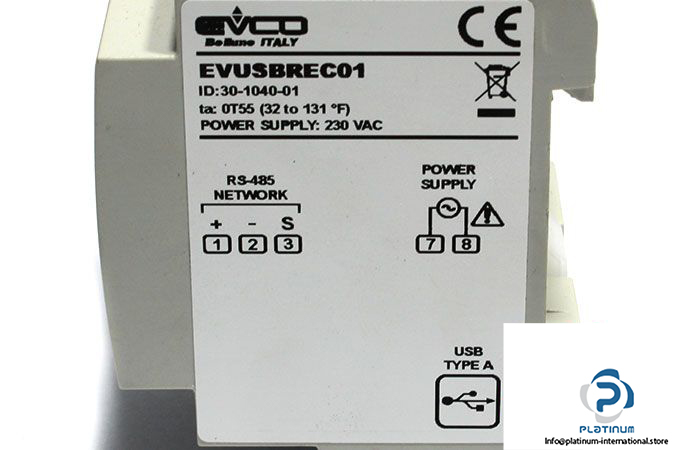 EVCO
CE
Belluno ITALY
EVUSBREC01
ID:30-1040-01
ta: 0T55 (32 to 131 °F)
POWER SUPPLY: 230 VAC
RS-485
NETWORK
+ - S
1 2 3
POWER
SUPPLY
7 8
USB
TYPE A
P
PLATINUM
Info@platinum-international.store